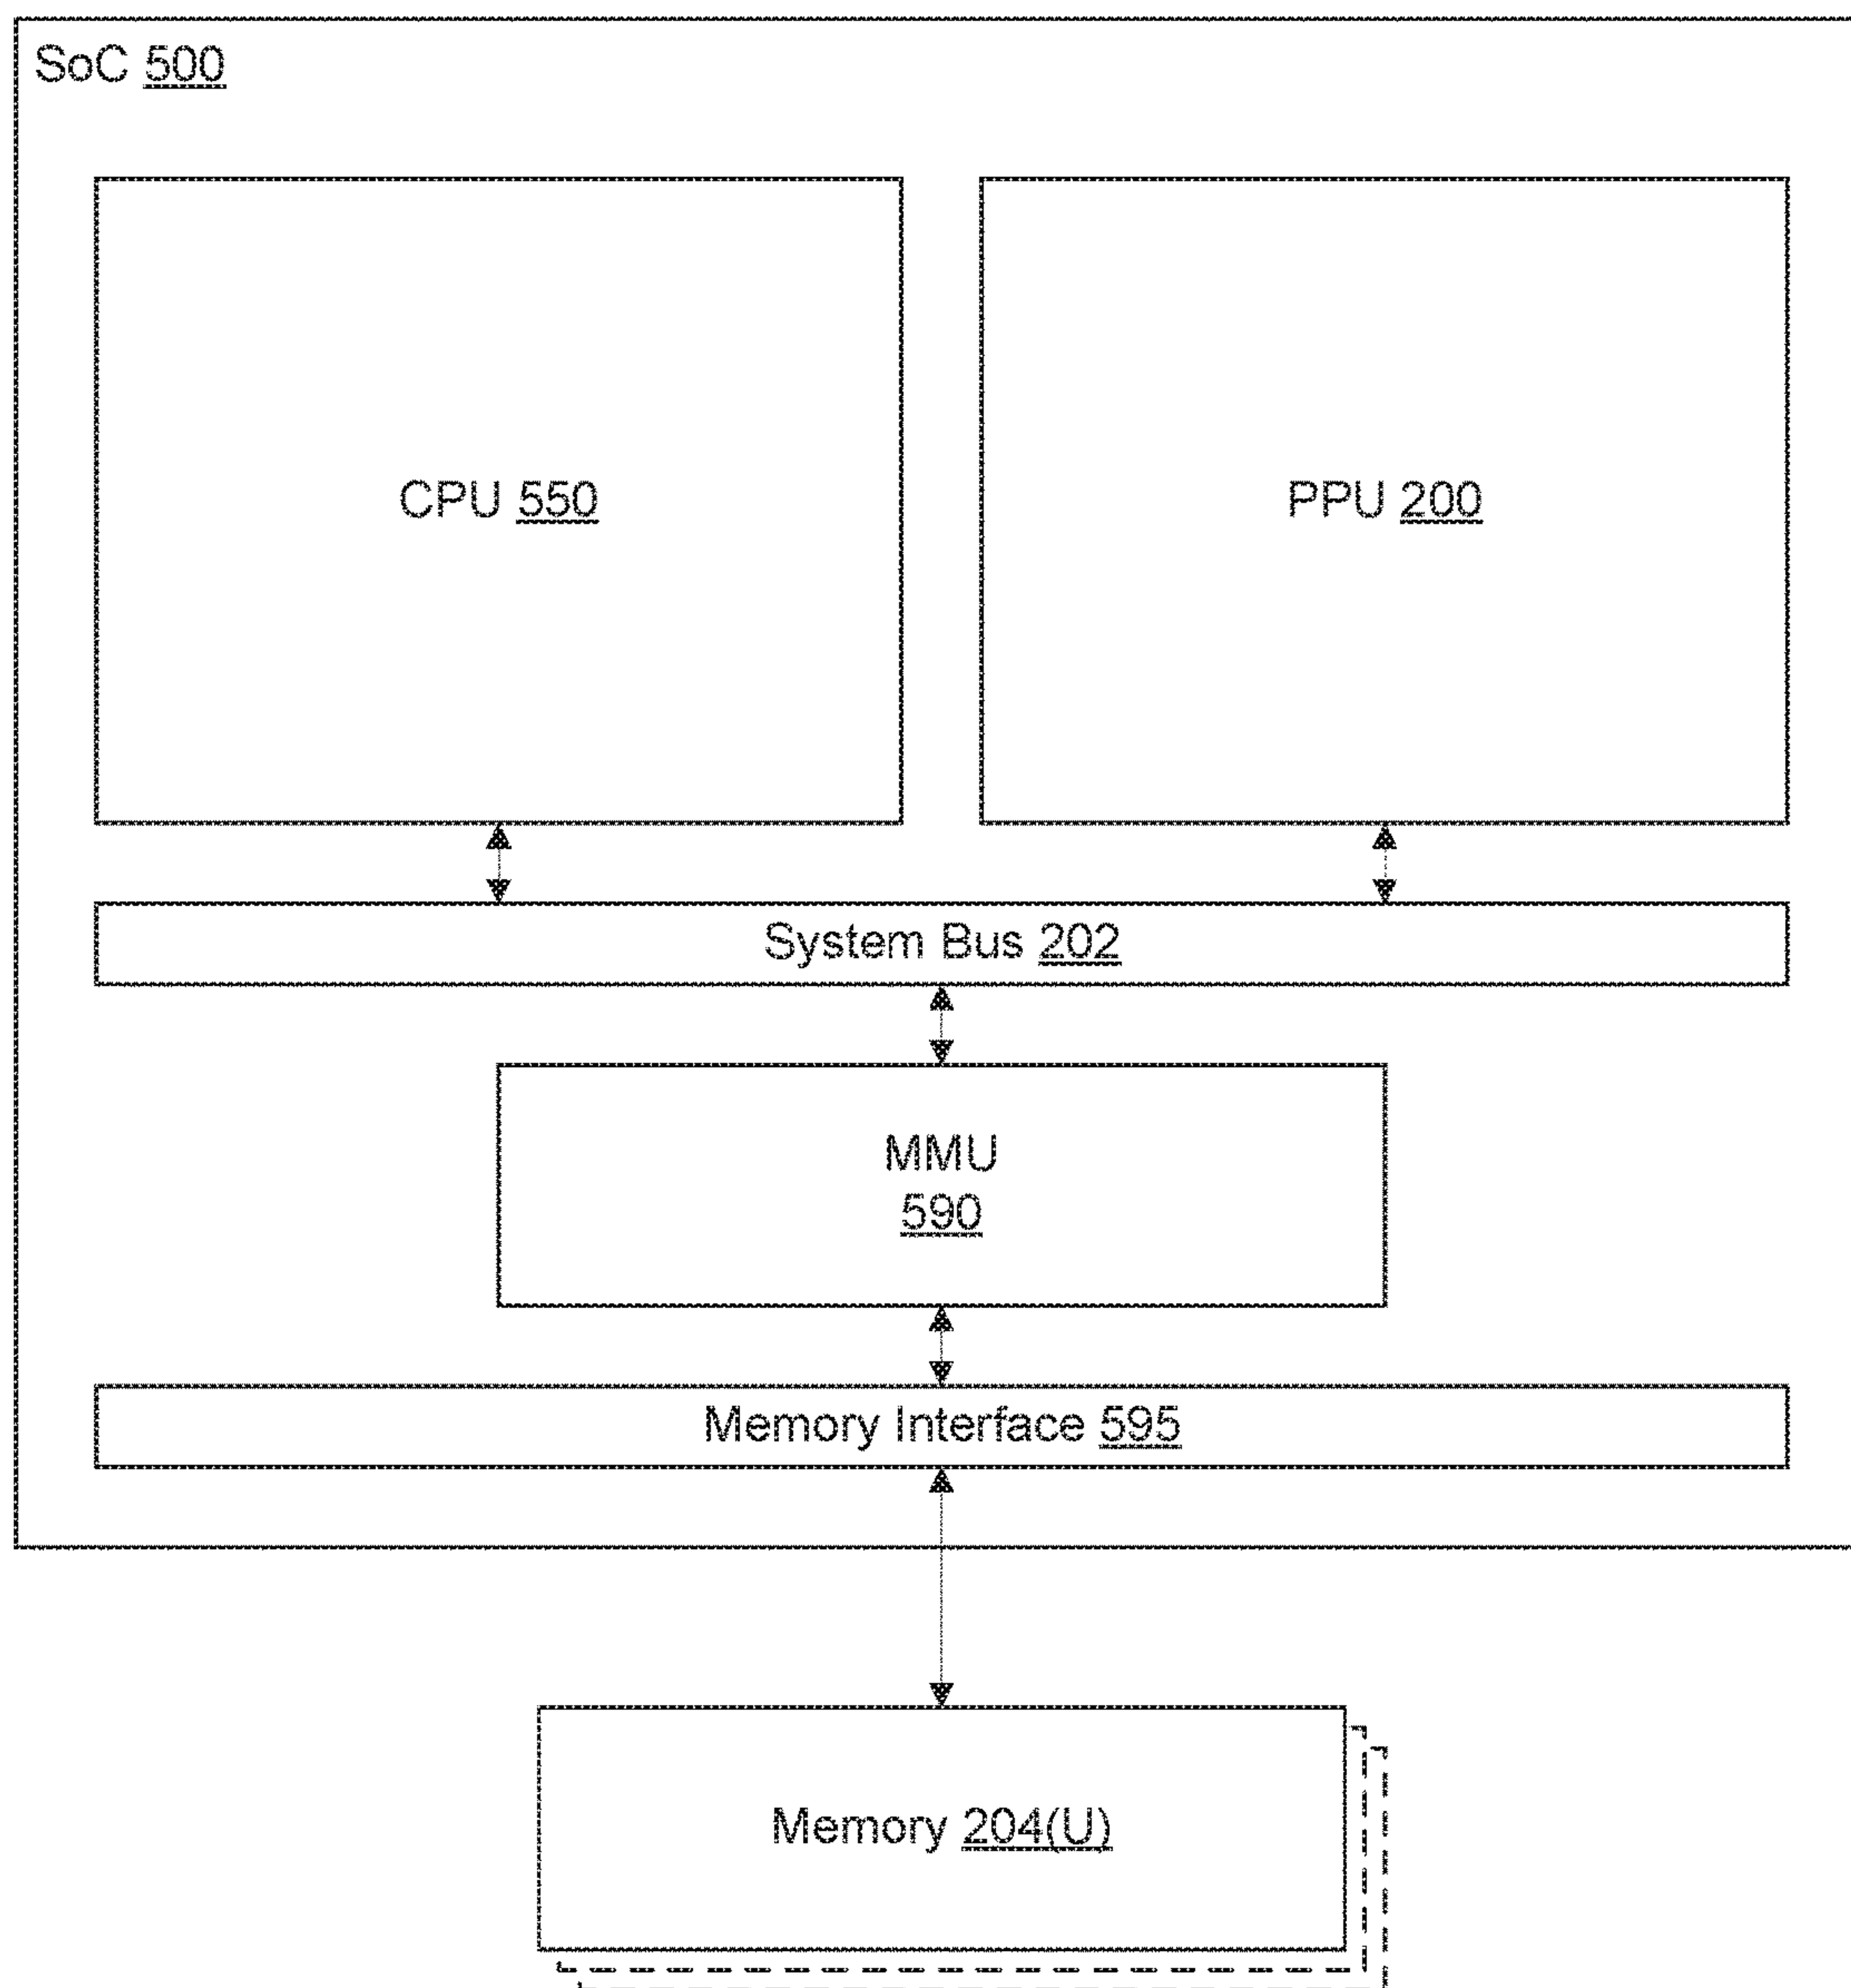 SoC 500
CPU 550
PPU 200
System Bus 202
MMU
590
Memory Interface 595
Memory 204(U)